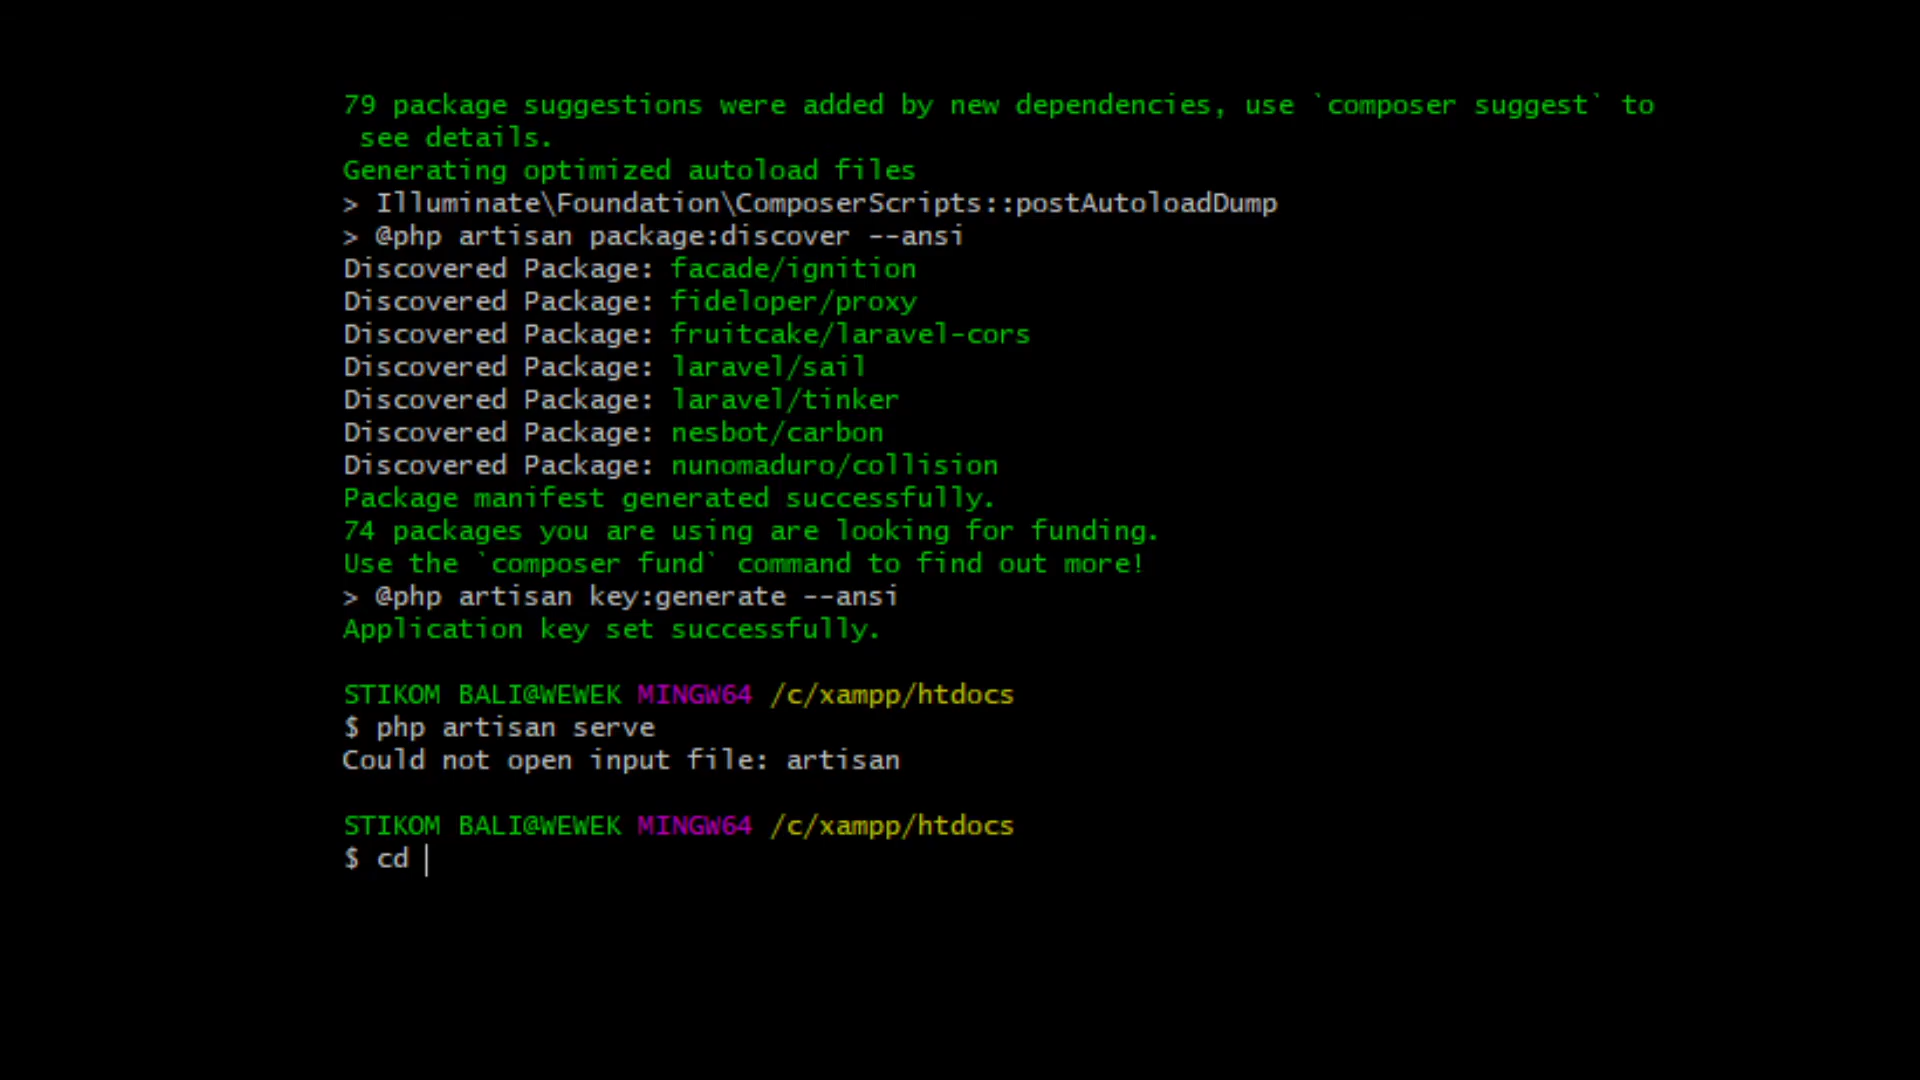 79 package suggestions were added by new dependencies, use `composer suggest` to
see details.
Generating optimized autoload files
> Illuminate\Foundation\ComposerScripts::postAutoloadDump
> @php artisan package:discover --ansi
Discovered Package: facade/ignition
Discovered Package: fideloper/proxy
Discovered Package: fruitcake/laravel-cors
Discovered Package: laravel/sail
Discovered Package: laravel/tinker
Discovered Package: nesbot/carbon
Discovered Package: nunomaduro/collision
Package manifest generated successfully.
74 packages you are using are looking for funding.
Use the `composer fund` command to find out more!
> @php artisan key:generate --ansi
Application key set successfully.
STIKOM BALI@WEWEK MINGW64 /c/xampp/htdocs
$ php artisan serve
Could not open input file: artisan
STIKOM BALI@WEWEK MINGW64 /c/xampp/htdocs
$ cd